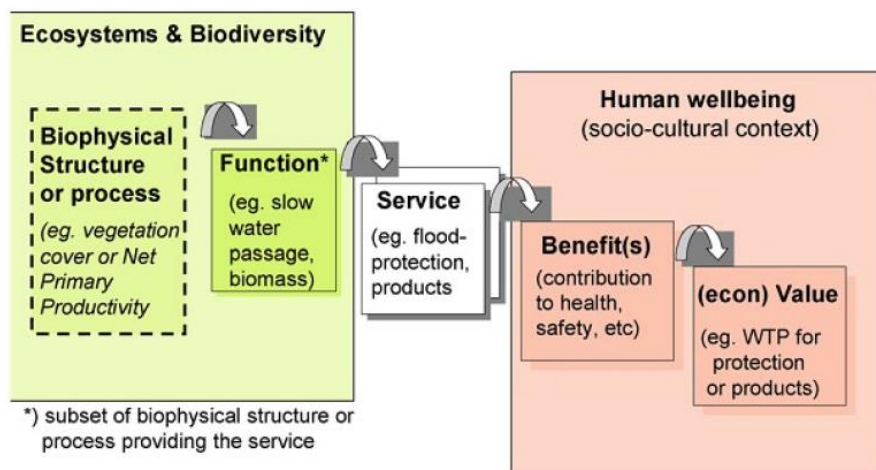 Ecosystems & Biodiversity
Biophysical
Structure
or process
(eg. vegetation
cover or Net
Primary
Productivity
Function*
(eg. slow
water
passage,
biomass)
Service
(eg. flood-
protection,
products
Human wellbeing
(socio-cultural context)
Benefit(s)
(contribution
to health,
safety, etc)
(econ) Value
(eg. WTP for
protection
or products)
*) subset of biophysical structure or
process providing the service